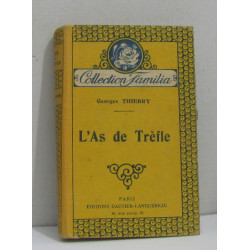 Collection Familia
Georges THIERRY
L'As de Trèfle
PARIS
ÉDITIONS GAUTIER-LANGUEREAU